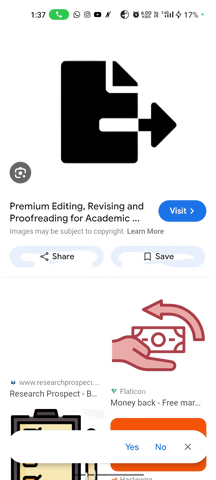 1:37
17%
Premium Editing, Revising and
Proofreading for Academic ...
Visit >
Images may be subject to copyright. Learn More
Share
Save
www.researchprospect....
Research Prospect - B...
Flaticon
Money back - Free mar...
Yes
No